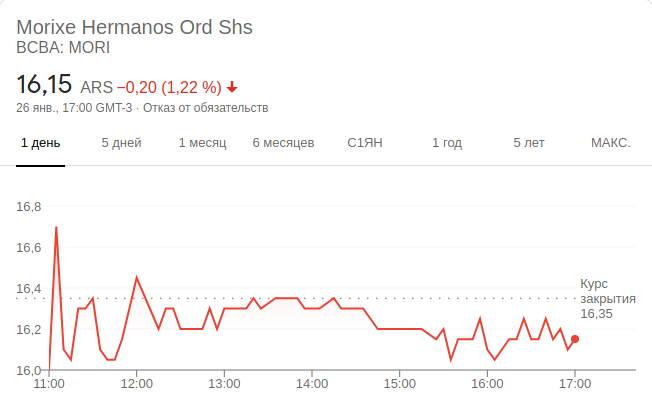 Morixe Hermanos Ord Shs
BCBA: MORI
16,15 ARS −0,20 (1,22 %)
26 янв., 17:00 GMT-3 · Отказ от обязательств
1 день 5 дней 1 месяц 6 месяцев С1ЯН 1 год 5 лет МАКС.
16,8
16,6
16,4
16,2
16,0
Курс
закрытия
16,35
11:00 12:00 13:00 14:00 15:00 16:00 17:00